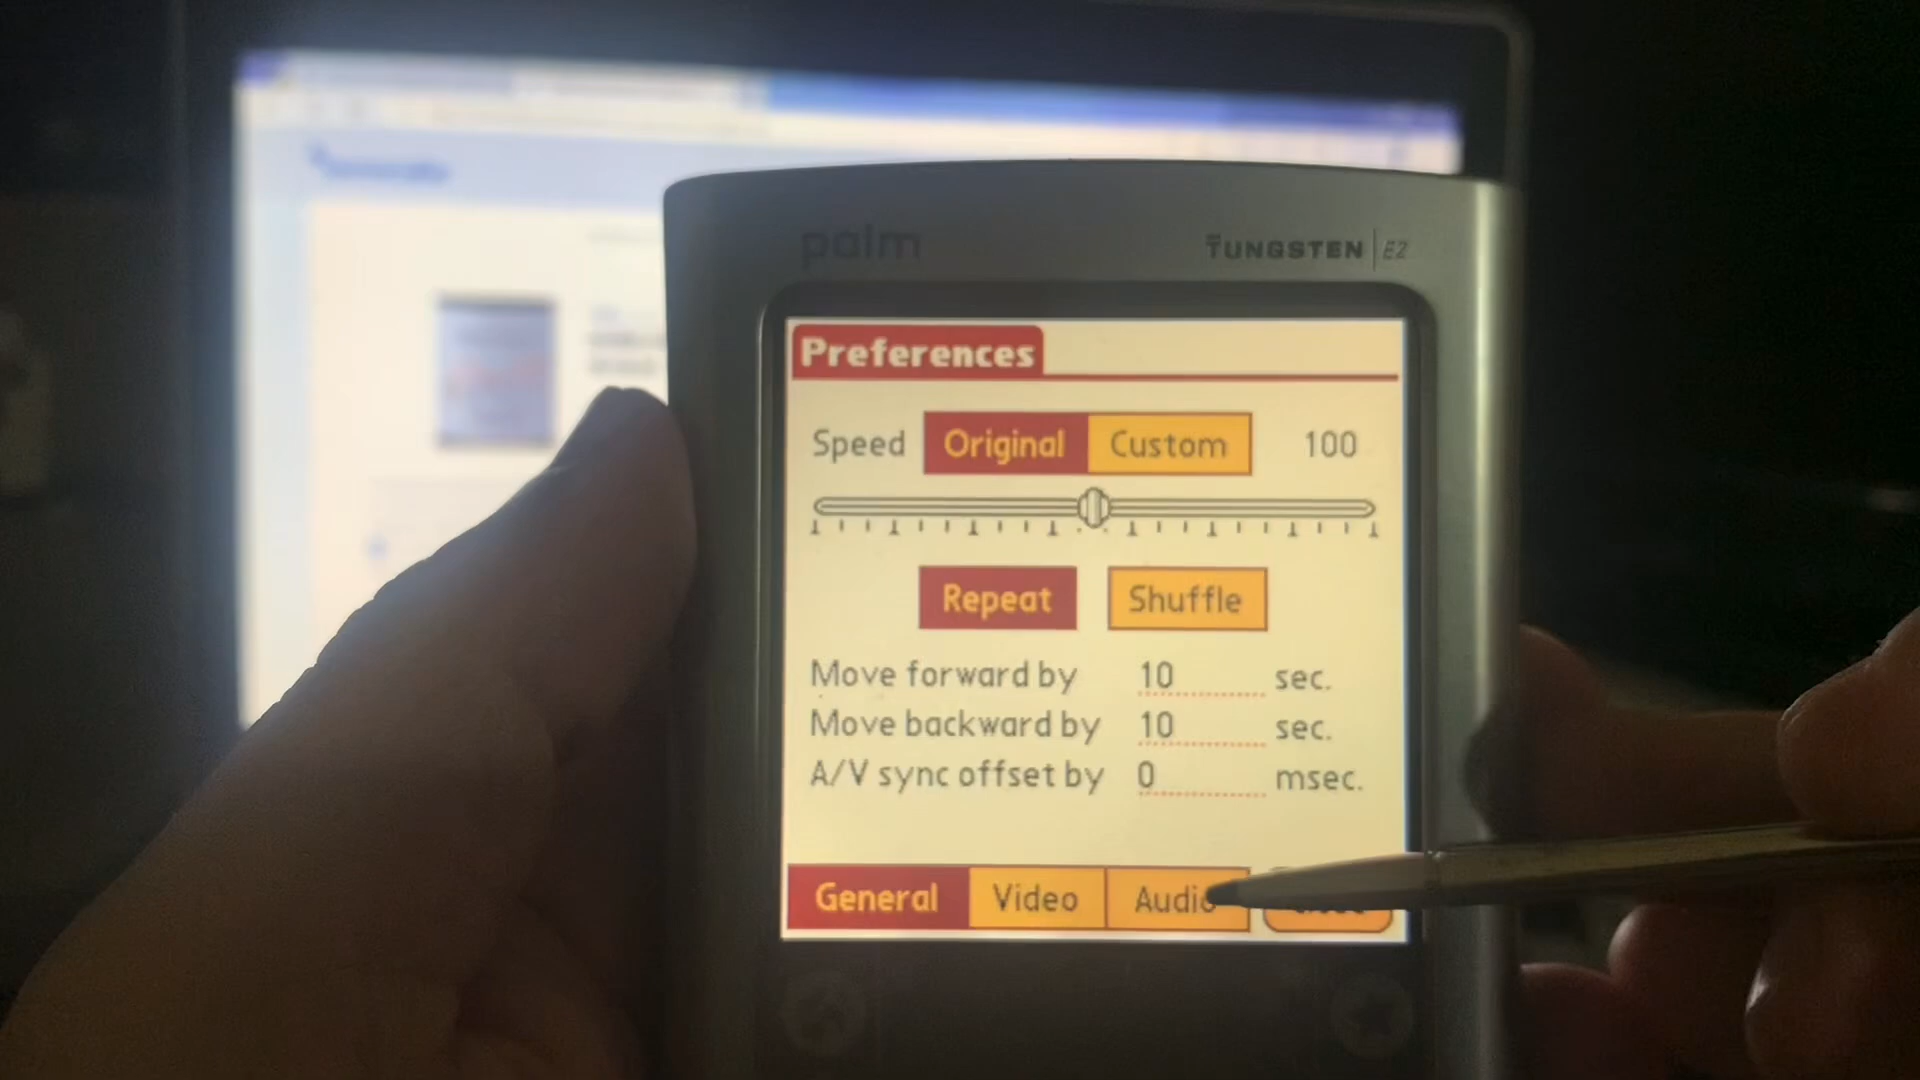 palm
TUNGSTEN E2
Preferences
Speed Original Custom 100
Repeat Shuffle
Move forward by 10 sec.
Move backward by 10 sec.
A/V sync offset by 0 msec.
General Video Audio